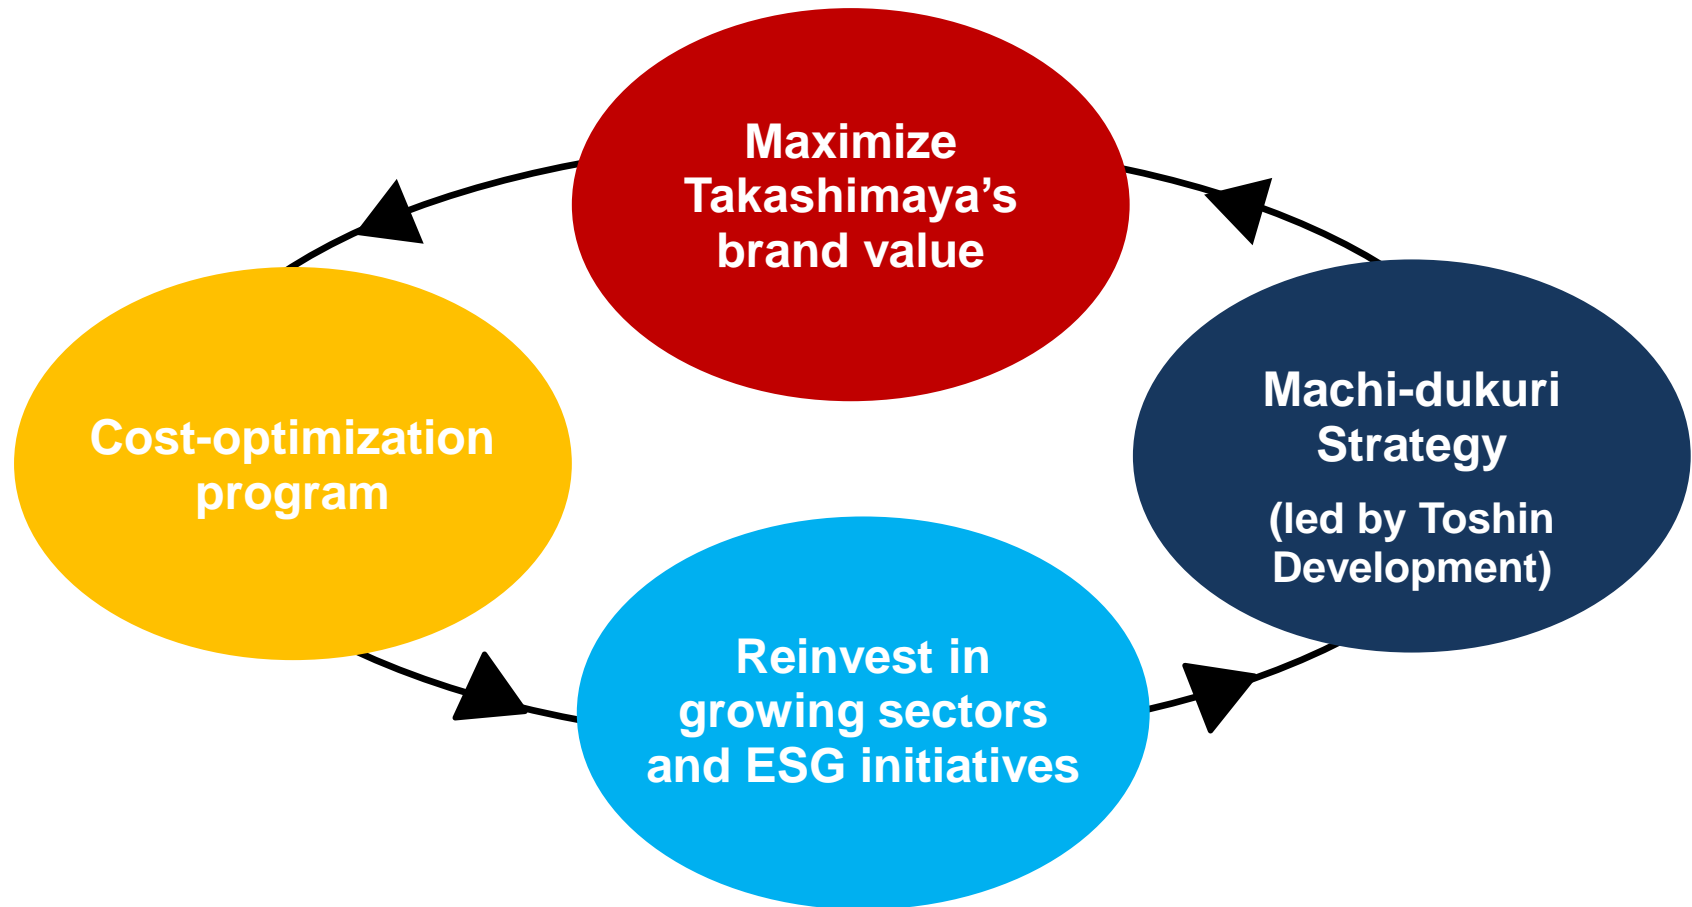 Maximize
Takashimaya’s
brand value
Cost-optimization
program
Machi-dukuri
Strategy
(led by Toshin
Development)
Reinvest in
growing sectors
and ESG initiatives